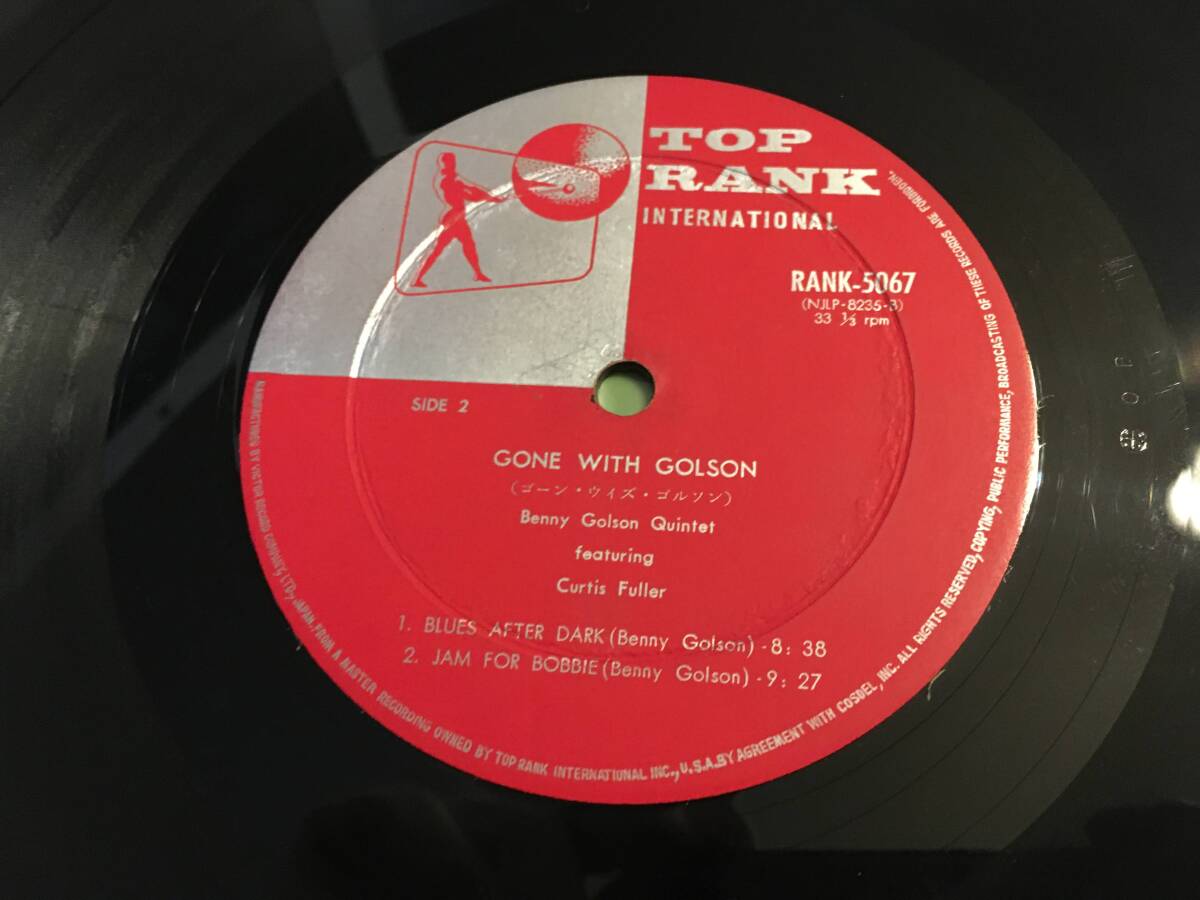 TOP
RANK
INTERNATIONAL
RANK-5067
(NJLP-8235-B)
33 ⅓ rpm
SIDE 2
GONE WITH GOLSON
(ゴーン・ウィズ・ゴルソン)
Benny Golson Quintet
featuring
Curtis Fuller
1. BLUES AFTER DARK (Benny Golson) - 8: 38
2. JAM FOR BOBBIE (Benny Golson) - 9: 27
MANUFACTURED BY VICTOR RECORD COMPANY, LTD., JAPAN, FROM A MASTER RECORDING OWNED BY TOP RANK INTERNATIONAL INC., U.S.A. BY AGREEMENT WITH COSDEL, INC. ALL RIGHTS RESERVED, COPYING, PUBLIC PERFORMANCE, BROADCASTING OF THESE RECORDS ARE FORBIDDEN.